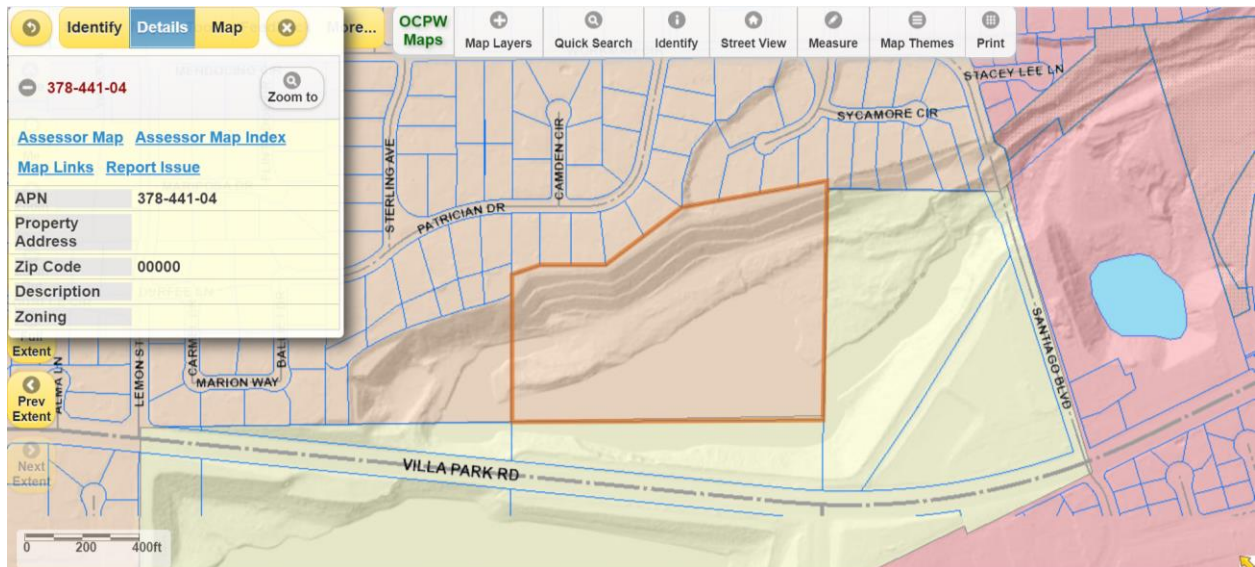 Identify
Details
Map
More...
OCPW
Maps
Map Layers
Quick Search
Identify
Street View
Measure
Map Themes
Print
378-441-04
Zoom to
Assessor Map Assessor Map Index
Map Links Report Issue
APN 378-441-04
Property
Address
Zip Code 00000
Description
Zoning
Extent
Prev
Extent
Next
Extent
STACEY LEE LN
SYCAMORE CIR
CAMDEN CIR
STERLING AVE
PATRICIAN DR
SANTIAGO BLVD
ALMA LN
LEMON ST
MARION WAY
VILLA PARK RD
0 200 400ft